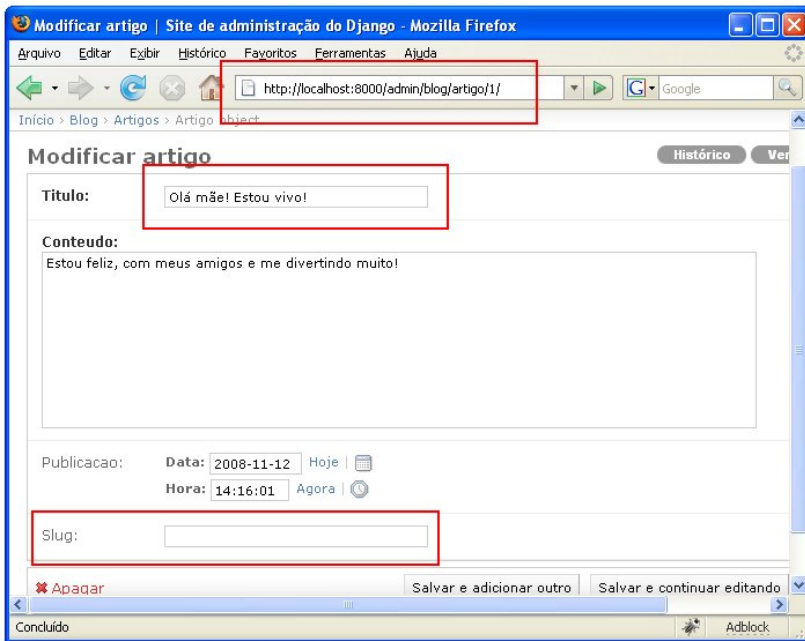 Modificar artigo | Site de administração do Django - Mozilla Firefox
Arquivo Editar Exibir Histórico Favoritos Ferramentas Ajuda
http://localhost:8000/admin/blog/artigo/1/ G Google
Início > Blog > Artigos > Artigo object
Modificar artigo Histórico Ver
Titulo: Olá mãe! Estou vivo!
Conteudo:
Estou feliz, com meus amigos e me divertindo muito!
Publicacao: Data: 2008-11-12 Hoje |
Hora: 14:16:01 Agora |
Slug:
Apagar Salvar e adicionar outro Salvar e continuar editando
Concluído Adblock